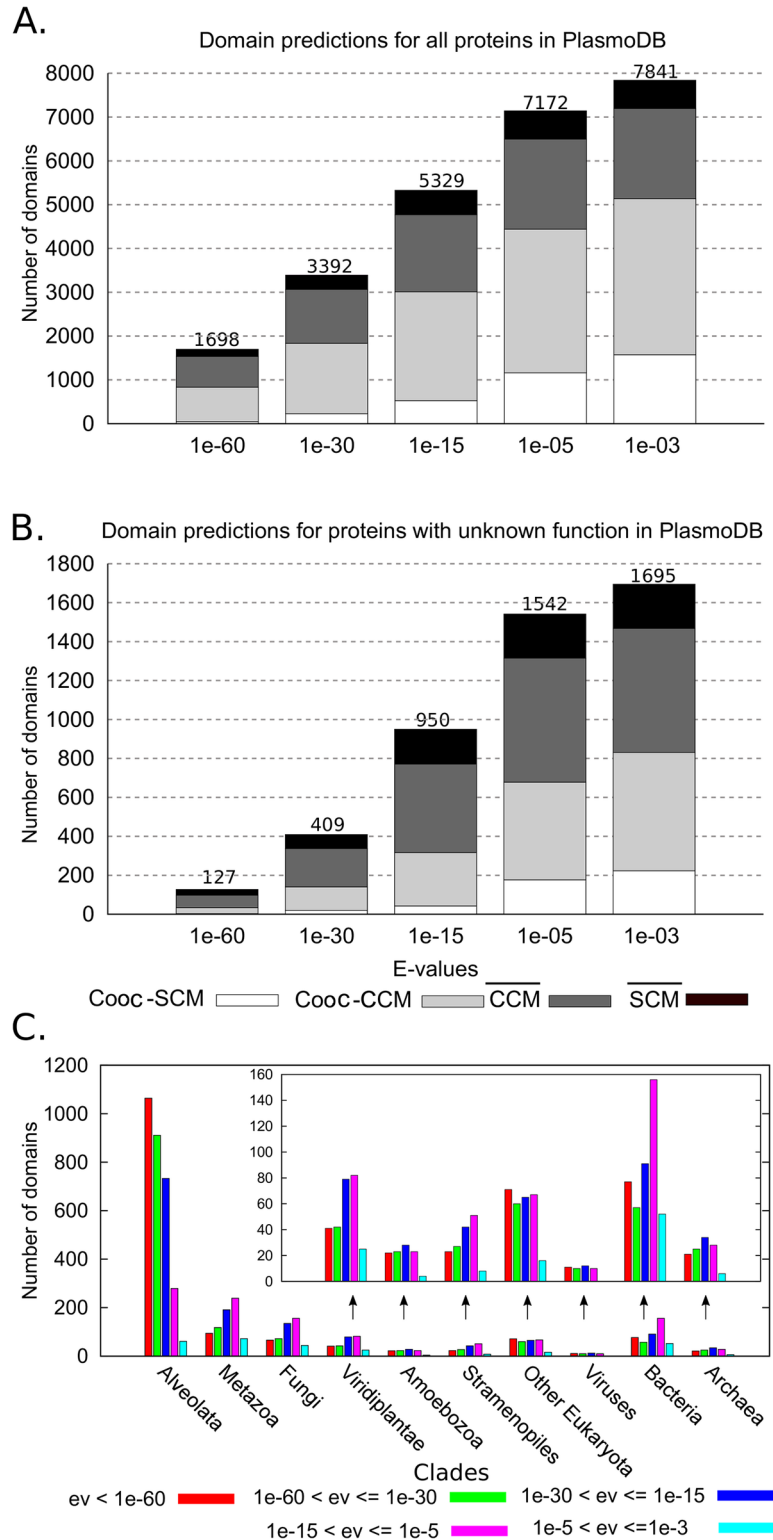 A.
Domain predictions for all proteins in PlasmoDB
Number of domains
8000
7000
6000
5000
4000
3000
2000
1000
0
1698
3392
5329
7172
7841
1e-60 1e-30 1e-15 1e-05 1e-03
B.
Domain predictions for proteins with unknown function in PlasmoDB
Number of domains
1800
1600
1400
1200
1000
800
600
400
200
0
127
409
950
1542
1695
1e-60 1e-30 1e-15 1e-05 1e-03
E-values
Cooc-SCM Cooc-CCM CCM SCM
C.
Number of domains
1200
1000
800
600
400
200
0
160
140
120
100
80
60
40
20
0
Alveolata
Metazoa
Fungi
Viridiplantae
Amoebozoa
Stramenopiles
Other Eukaryota
Viruses
Bacteria
Archaea
Clades
ev < 1e-60 1e-60 < ev <= 1e-30 1e-30 < ev <= 1e-15
1e-15 < ev <= 1e-5 1e-5 < ev <=1e-3